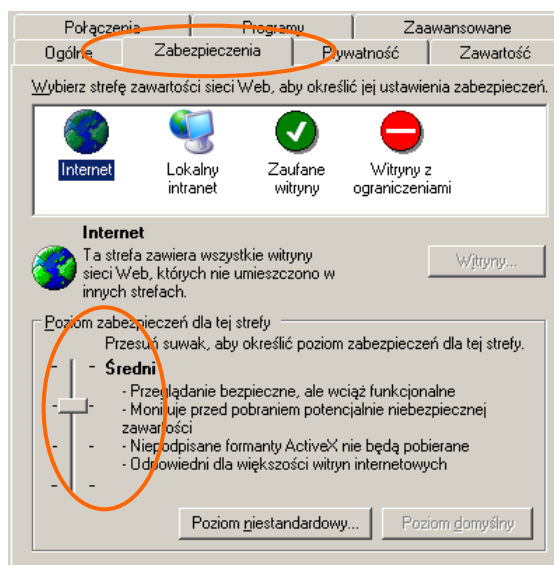 Połączenia Programy Zaawansowane
Ogólne Zabezpieczenia Prywatność Zawartość
Wybierz strefę zawartości sieci Web, aby określić jej ustawienia zabezpieczeń.
Internet Lokalny intranet Zaufane witryny Witryny z ograniczeniami
Internet
Ta strefa zawiera wszystkie witryny
sieci Web, których nie umieszczono w
innych strefach.
Witryny...
Poziom zabezpieczeń dla tej strefy
Przesuń suwak, aby określić poziom zabezpieczeń dla tej strefy.
Średni
- Przeglądanie bezpieczne, ale wciąż funkcjonalne
- Monituje przed pobraniem potencjalnie niebezpiecznej
zawartości
- Niepodpisane formanty ActiveX nie będą pobierane
- Odpowiedni dla większości witryn internetowych
Poziom niestandardowy... Poziom domyślny